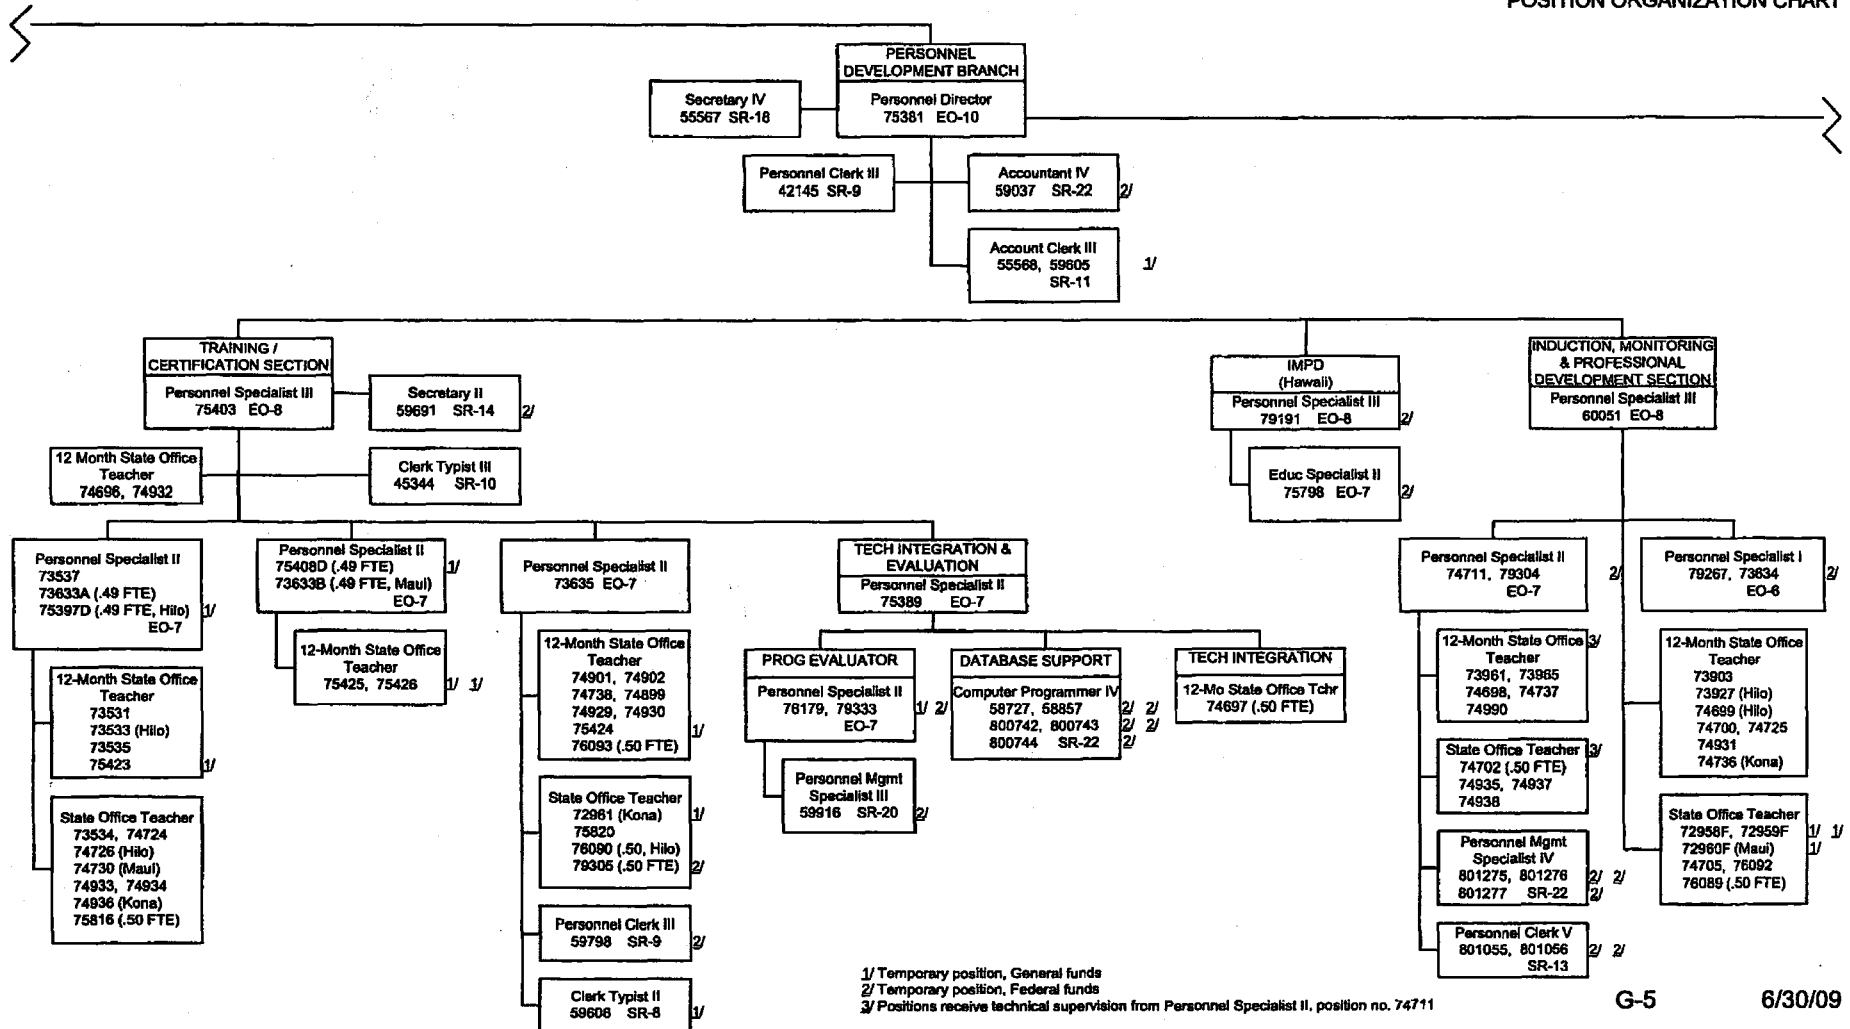 POSITION ORGANIZATION CHART
PERSONNEL
DEVELOPMENT BRANCH
Personnel Director
75381 EO-10
Secretary IV
55567 SR-18
Personnel Clerk III
42145 SR-9
Accountant IV
59037 SR-22 2/
Account Clerk III
55568, 59605 1/
SR-11
TRAINING /
CERTIFICATION SECTION
Personnel Specialist III
75403 EO-8
Secretary II
59691 SR-14 2/
12 Month State Office
Teacher
74696, 74932
Clerk Typist III
45344 SR-10
IMPD
(Hawaii)
Personnel Specialist III
79191 EO-8 2/
Educ Specialist II
75798 EO-7 2/
INDUCTION, MONITORING
& PROFESSIONAL
DEVELOPMENT SECTION
Personnel Specialist III
60051 EO-8
Personnel Specialist II
73537
73633A (.49 FTE)
75397D (.49 FTE, Hilo) 1/
EO-7
12-Month State Office
Teacher
73531
73533 (Hilo)
73535
75423 1/
State Office Teacher
73534, 74724
74726 (Hilo)
74730 (Maui)
74933, 74934
74936 (Kona)
75816 (.50 FTE)
Personnel Specialist II
75408D (.49 FTE) 1/
73633B (.49 FTE, Maui)
EO-7
12-Month State Office
Teacher
75425, 75426 1/ 1/
Personnel Specialist II
73635 EO-7
12-Month State Office
Teacher
74901, 74902
74738, 74899
74929, 74930
75424 1/
76093 (.50 FTE)
State Office Teacher
72961 (Kona) 1/
75820
76090 (.50, Hilo)
79305 (.50 FTE) 2/
Personnel Clerk III
59798 SR-9 2/
Clerk Typist II
59606 SR-8 1/
TECH INTEGRATION &
EVALUATION
Personnel Specialist II
75389 EO-7
PROG EVALUATOR
Personnel Specialist II
76179, 79333 1/ 2/
EO-7
Personnel Mgmt
Specialist III
59916 SR-20 2/
DATABASE SUPPORT
Computer Programmer IV
58727, 58857 2/ 2/
800742, 800743 2/ 2/
800744 SR-22 2/
TECH INTEGRATION
12-Mo State Office Tchr
74697 (.50 FTE)
Personnel Specialist II
74711, 79304 2/
EO-7
12-Month State Office 3/
Teacher
73961, 73965
74698, 74737
74990
State Office Teacher 3/
74702 (.50 FTE)
74935, 74937
74938
Personnel Mgmt
Specialist IV
801275, 801276 2/ 2/
801277 SR-22 2/
Personnel Clerk V
801055, 801056 2/ 2/
SR-13
Personnel Specialist I
79267, 73634 2/
EO-6
12-Month State Office
Teacher
73903
73927 (Hilo)
74699 (Hilo)
74700, 74725
74931
74736 (Kona)
State Office Teacher
72958F, 72959F 1/ 1/
72960F (Maui) 1/
74705, 76092
76089 (.50 FTE)
1/ Temporary position, General funds
2/ Temporary position, Federal funds
3/ Positions receive technical supervision from Personnel Specialist II, position no. 74711
G-5 6/30/09